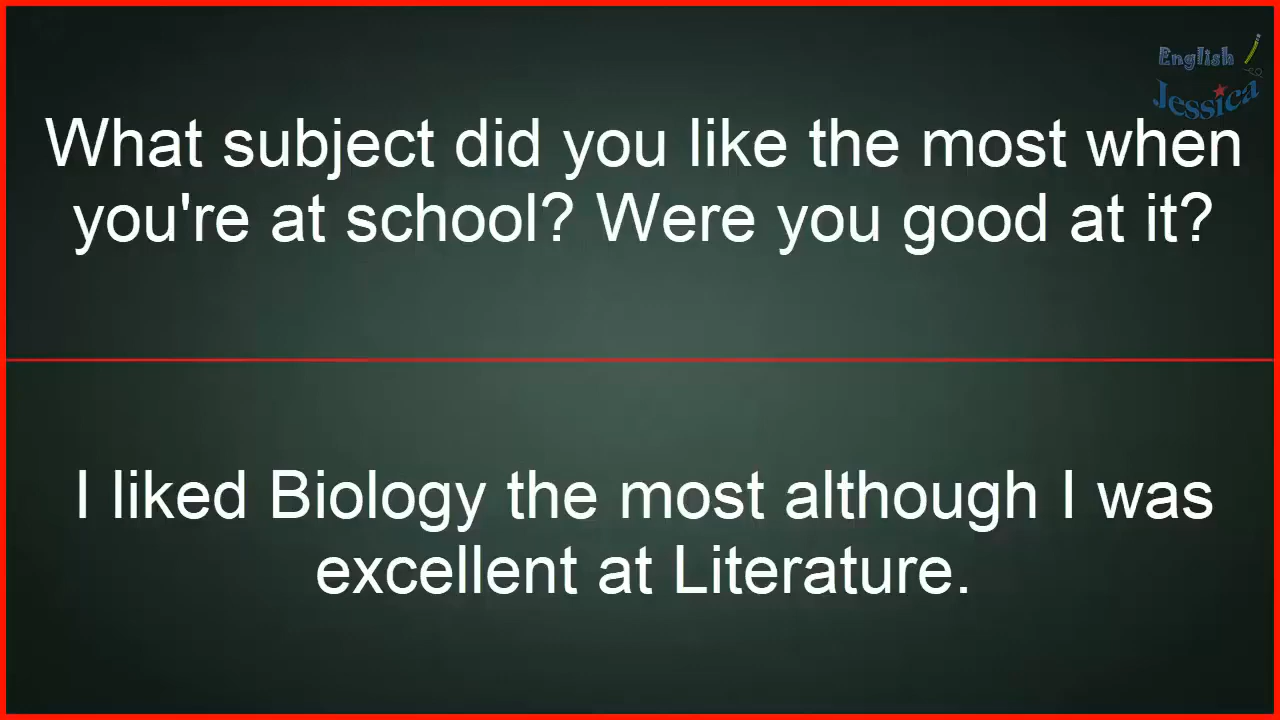 English
Jessica
What subject did you like the most when
you're at school? Were you good at it?
I liked Biology the most although I was
excellent at Literature.